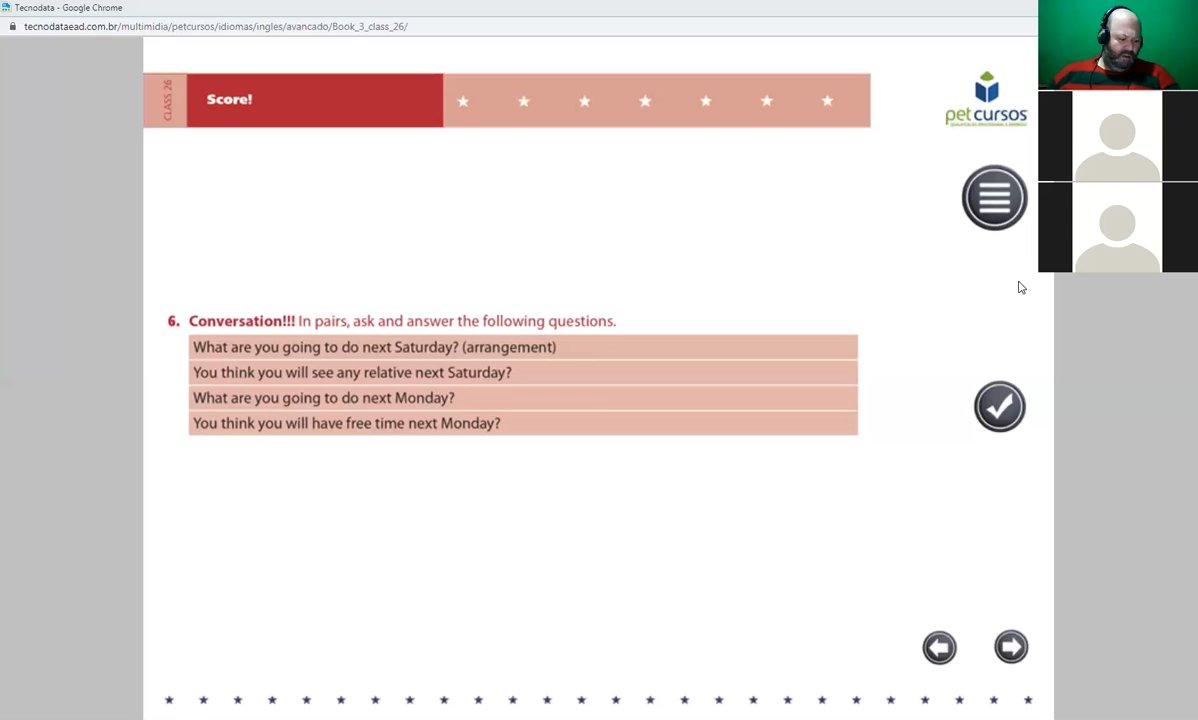 Tecnodata - Google Chrome
tecnodataead.com.br/multimidia/petcursos/idiomas/ingles/avancado/Book_3_class_26/
CLASS 26
Score!
petcursos
6. Conversation!!! In pairs, ask and answer the following questions.
What are you going to do next Saturday? (arrangement)
You think you will see any relative next Saturday?
What are you going to do next Monday?
You think you will have free time next Monday?